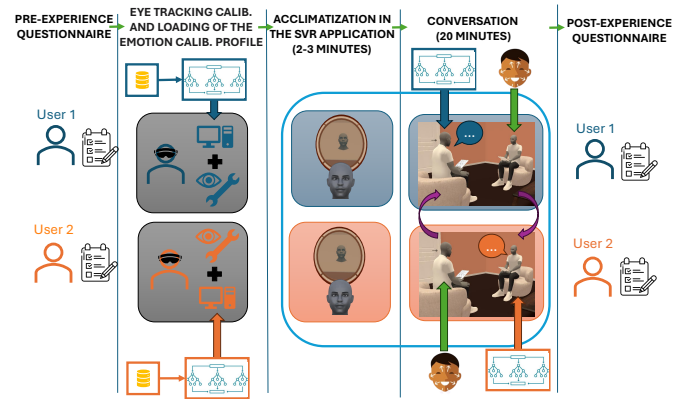 PRE-EXPERIENCE
QUESTIONNAIRE
EYE TRACKING CALIB.
AND LOADING OF THE
EMOTION CALIB. PROFILE
ACCLIMATIZATION IN
THE SVR APPLICATION
(2-3 MINUTES)
CONVERSATION
(20 MINUTES)
POST-EXPERIENCE
QUESTIONNAIRE
User 1
User 1
...
User 2
User 2
...